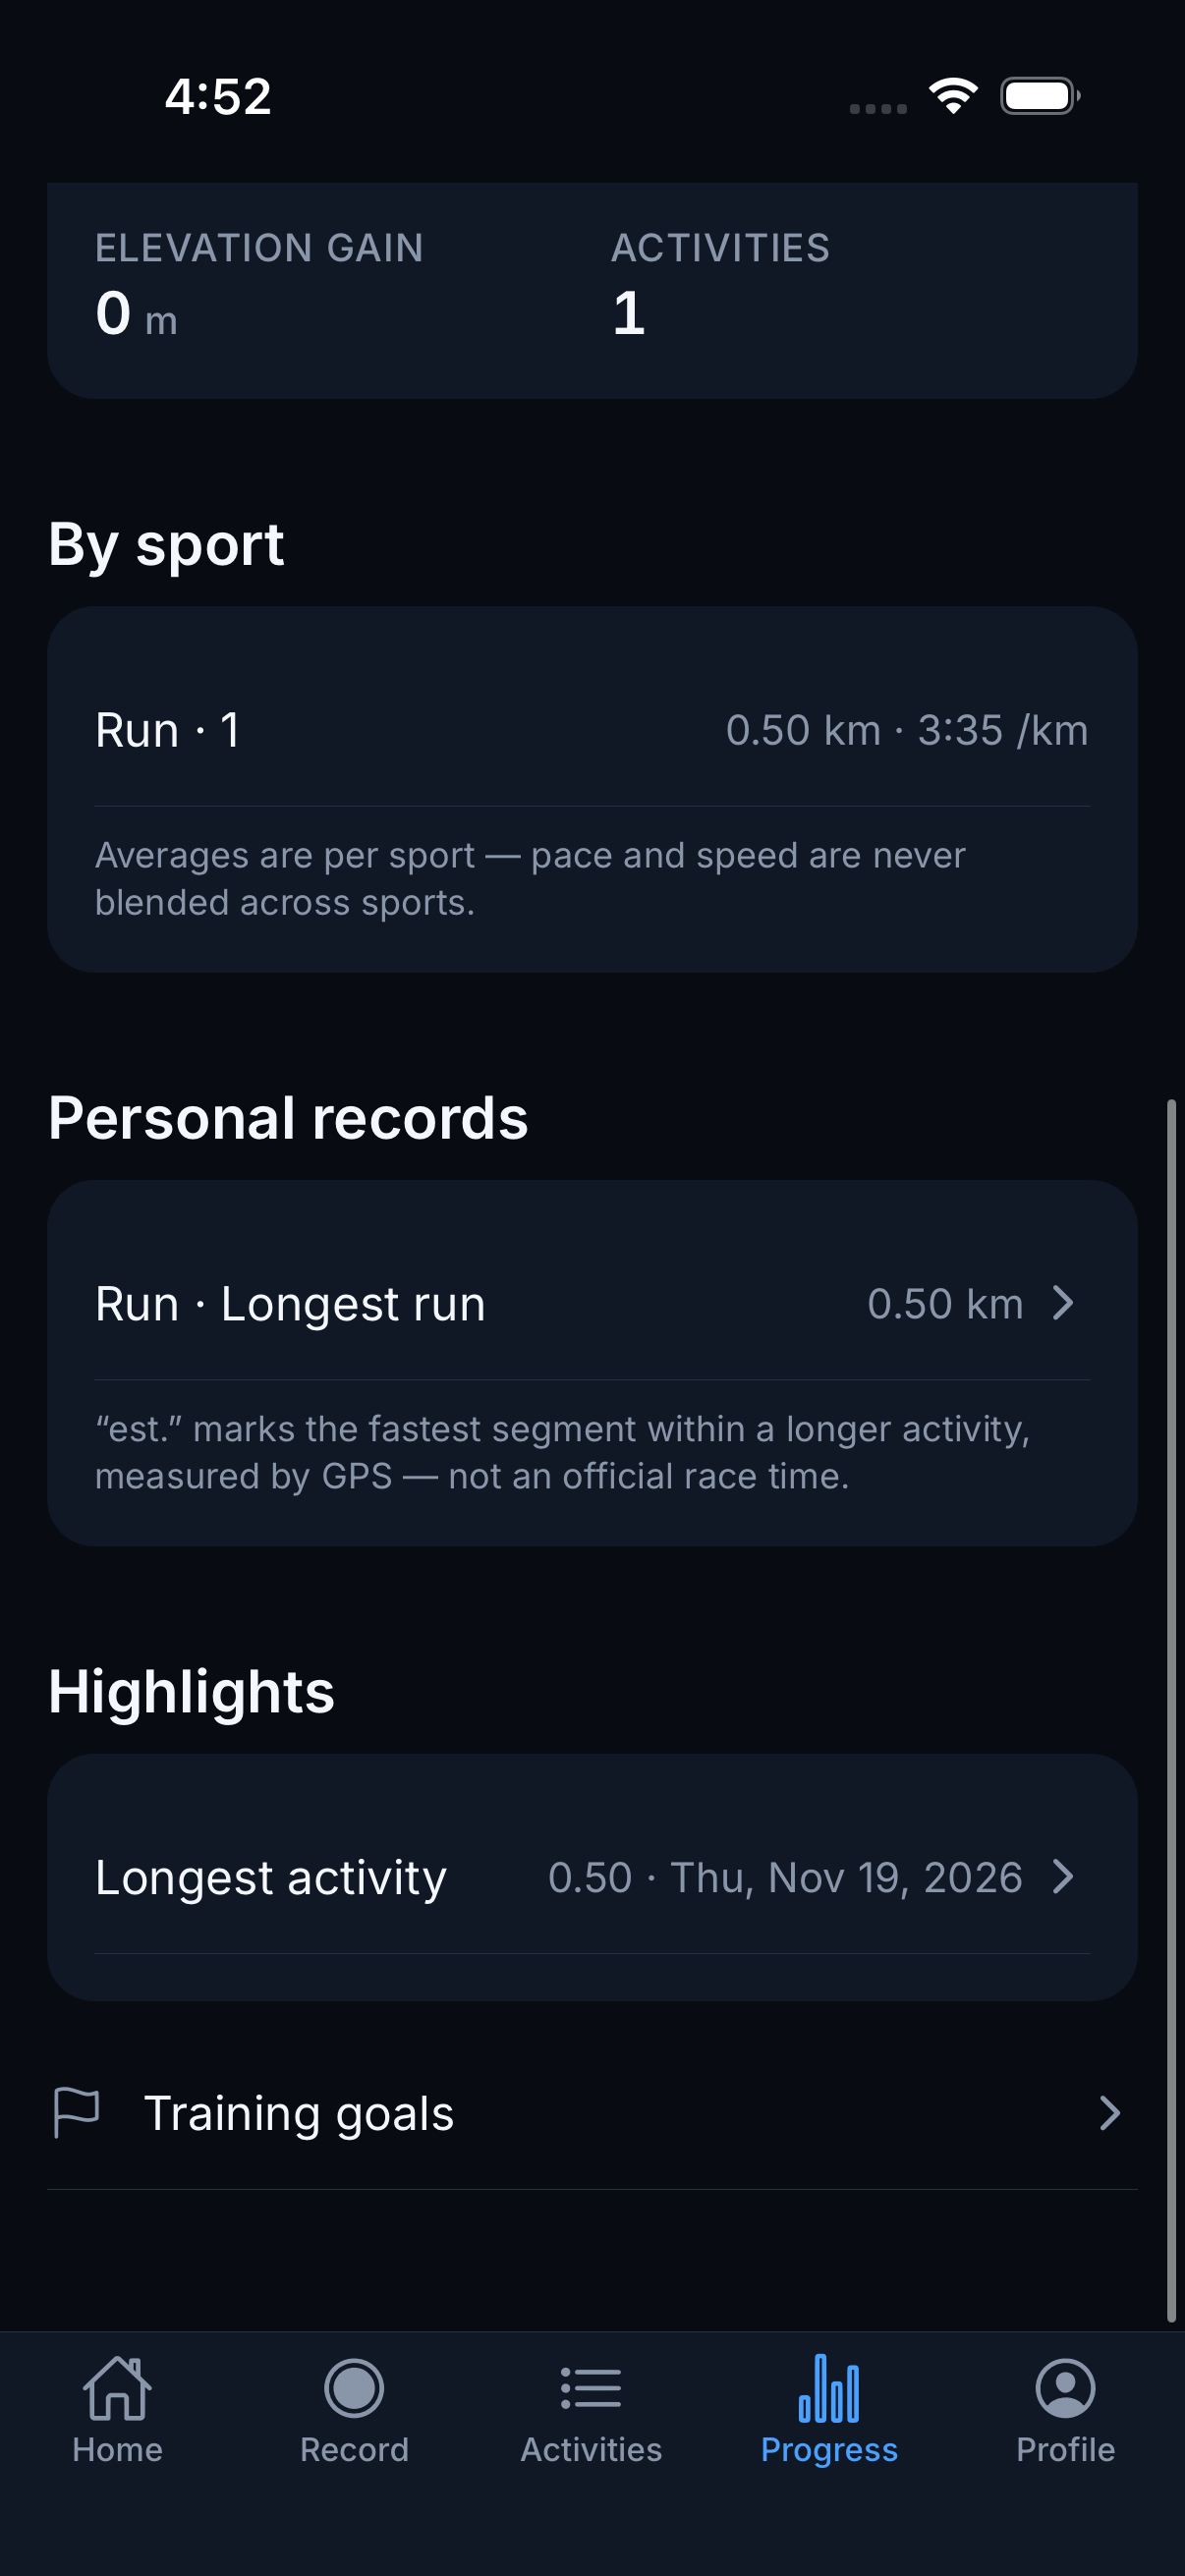 4:52
ELEVATION GAIN
ACTIVITIES
0 m
1
By sport
Run · 1
0.50 km · 3:35 /km
Averages are per sport — pace and speed are never
blended across sports.
Personal records
Run · Longest run
0.50 km
“est.” marks the fastest segment within a longer activity,
measured by GPS — not an official race time.
Highlights
Longest activity
0.50 · Thu, Nov 19, 2026
Training goals
Home
Record
Activities
Progress
Profile